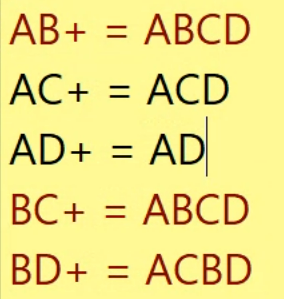 AB+ = ABCD
AC+ = ACD
AD+ = AD
BC+ = ABCD
BD+ = ACBD